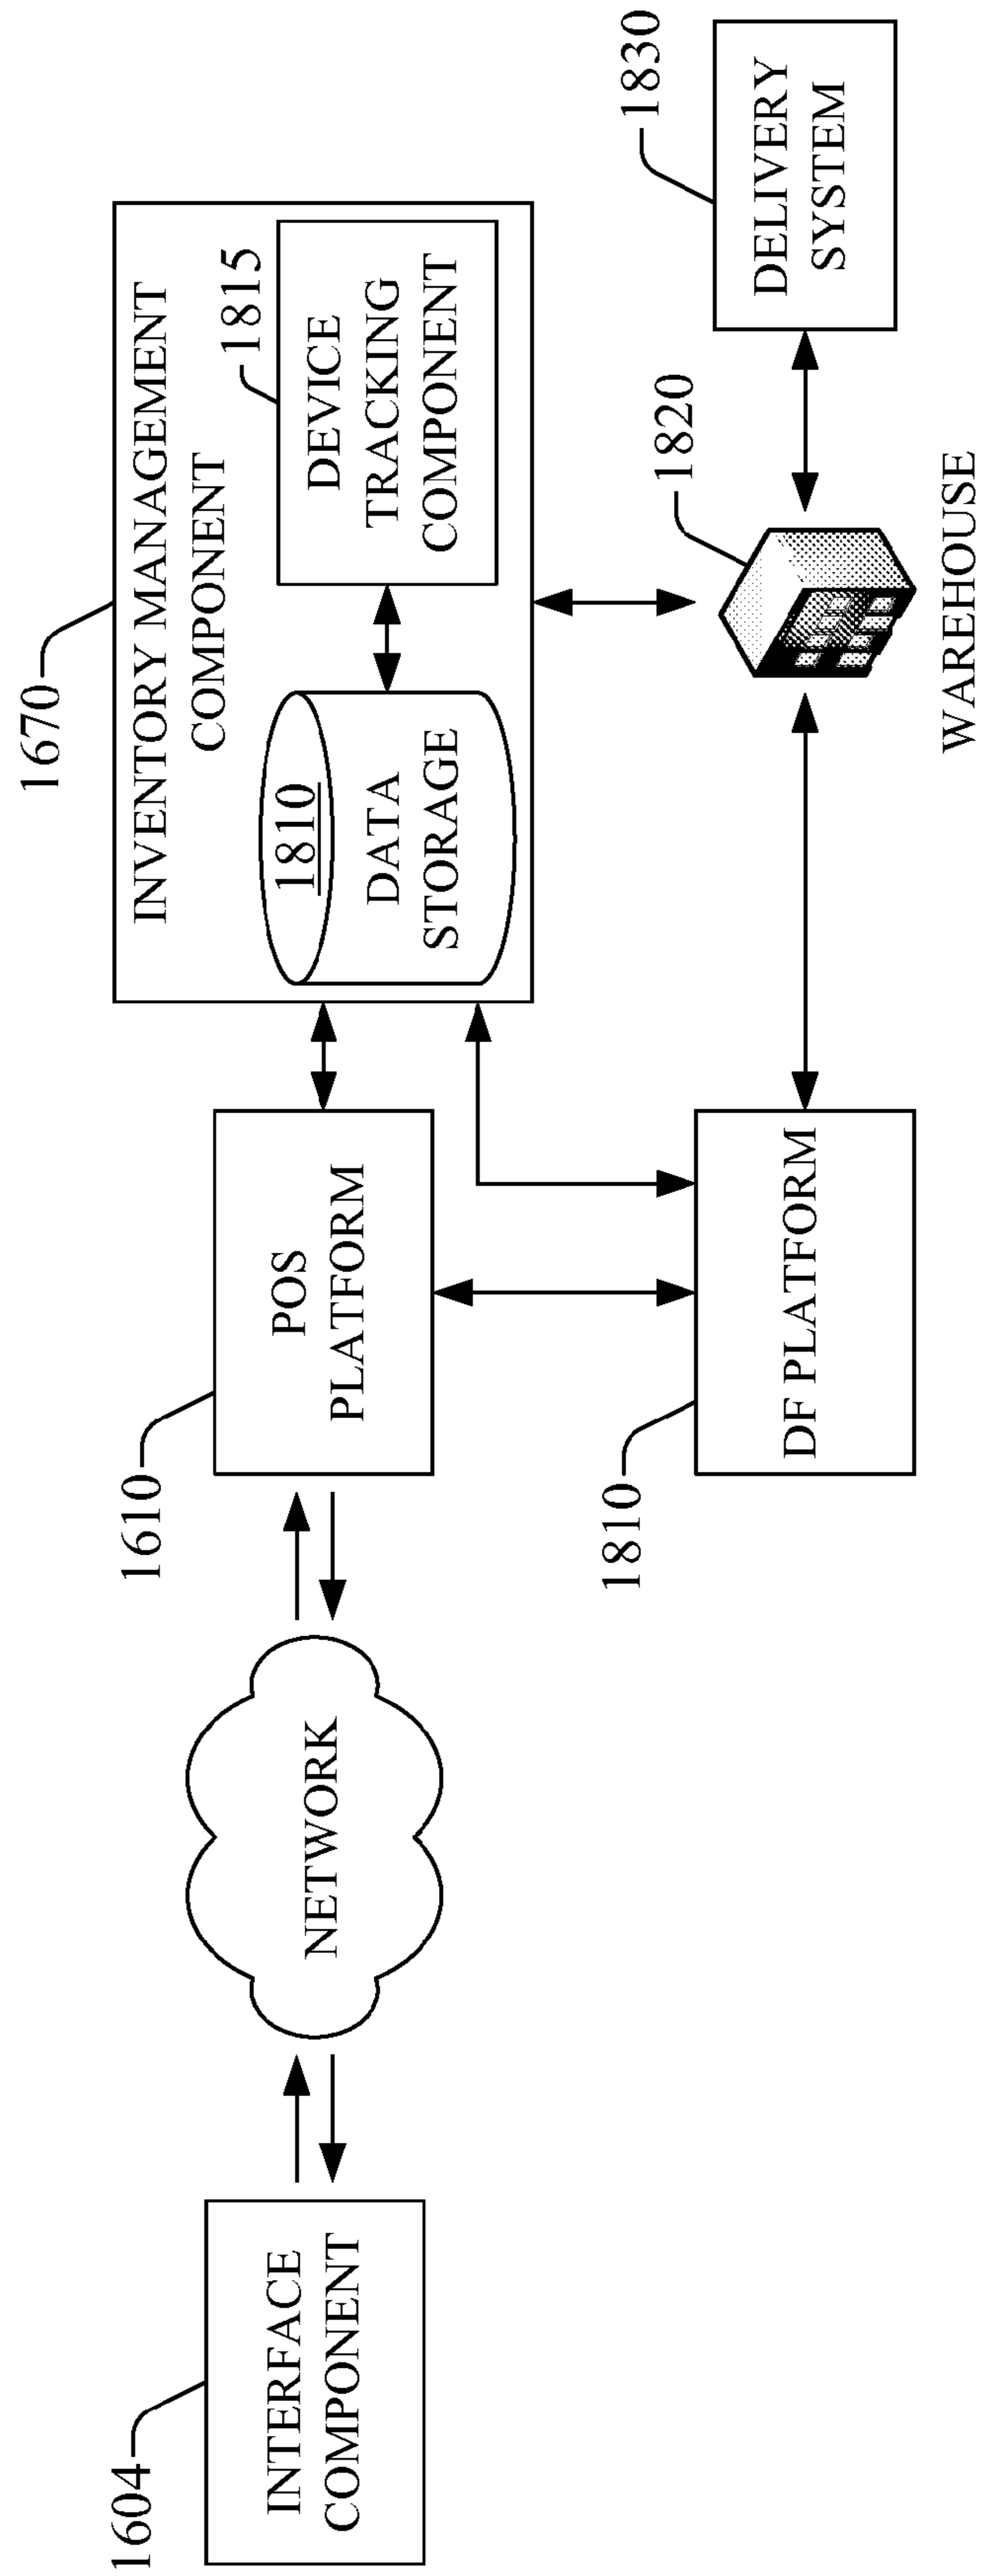 1604
INTERFACE
COMPONENT
NETWORK
1610
POS
PLATFORM
1670
INVENTORY MANAGEMENT
COMPONENT
1810
DATA
STORAGE
1815
DEVICE
TRACKING
COMPONENT
1810
DF PLATFORM
1820
WAREHOUSE
1830
DELIVERY
SYSTEM